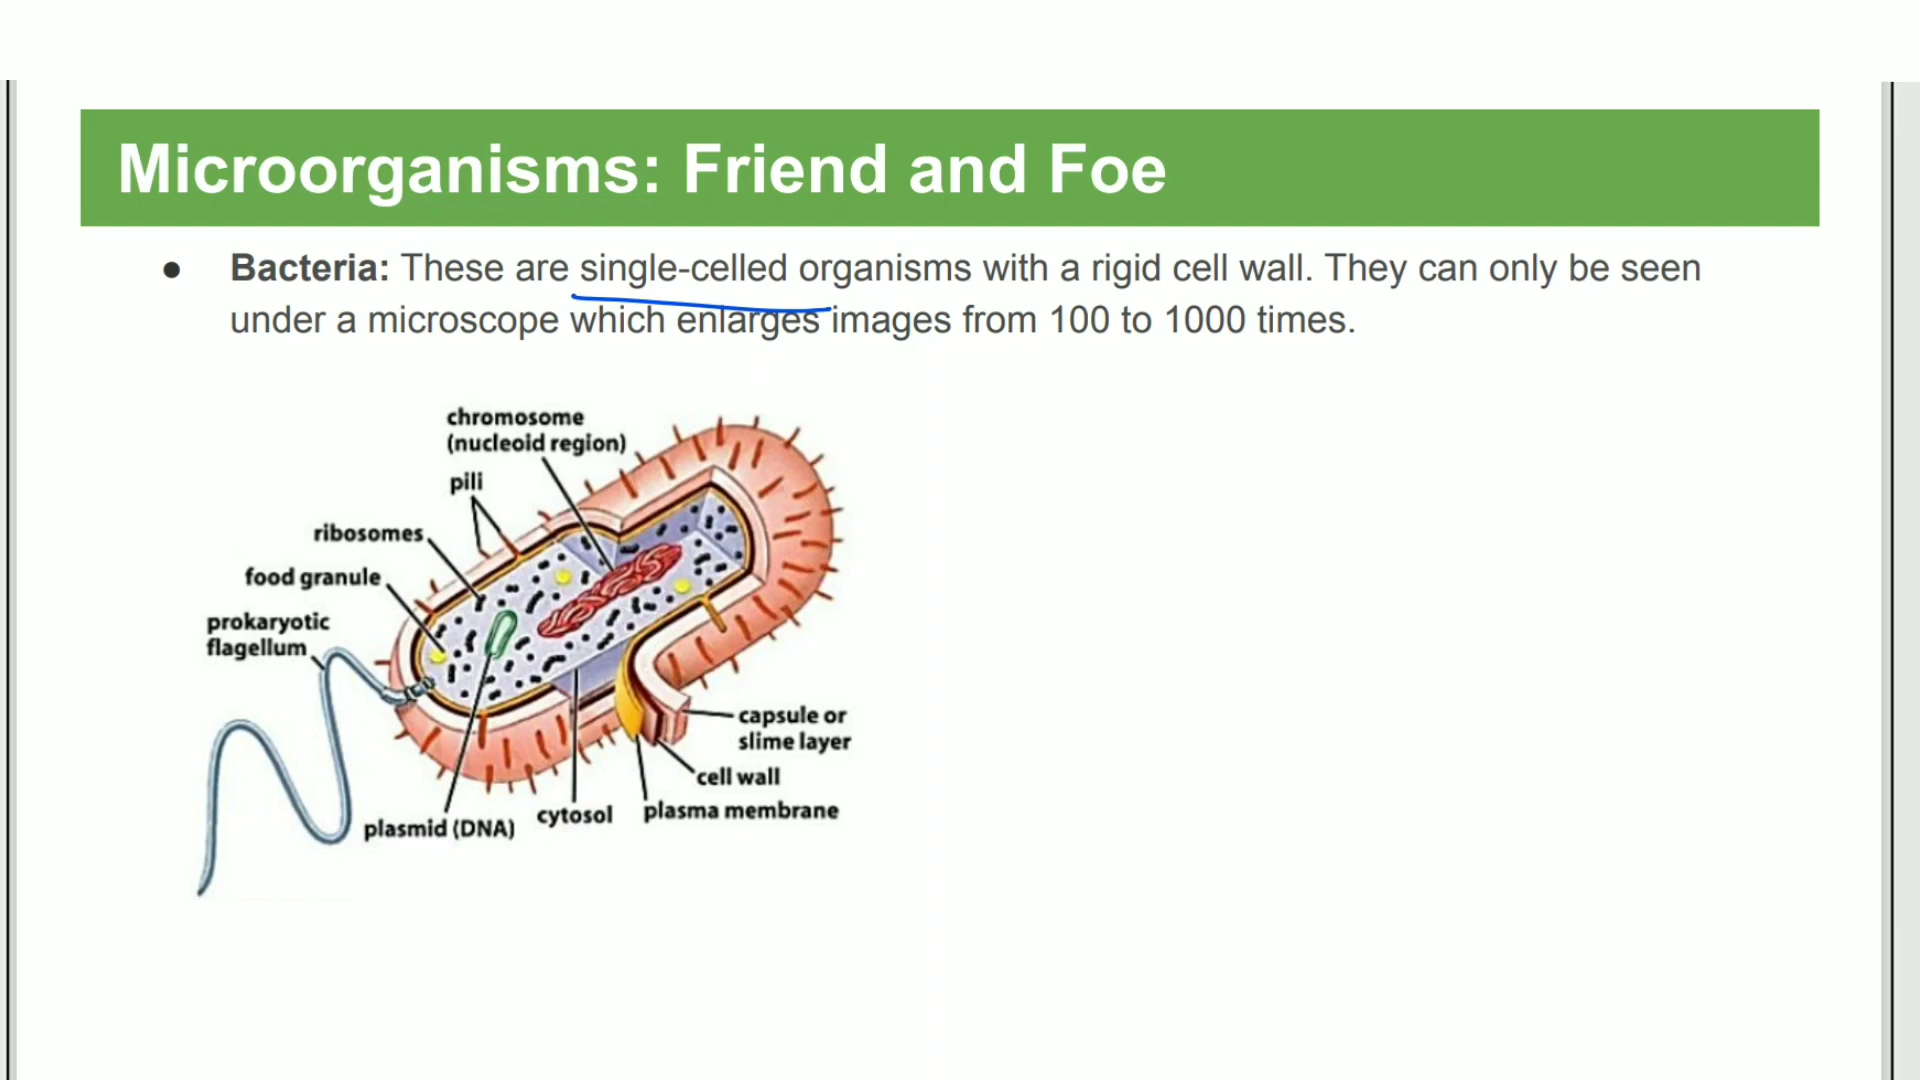 Microorganisms: Friend and Foe
● Bacteria: These are single-celled organisms with a rigid cell wall. They can only be seen
under a microscope which enlarges images from 100 to 1000 times.
chromosome
(nucleoid region)
pili
ribosomes
food granule
prokaryotic
flagellum
capsule or
slime layer
cell wall
plasma membrane
cytosol
plasmid (DNA)